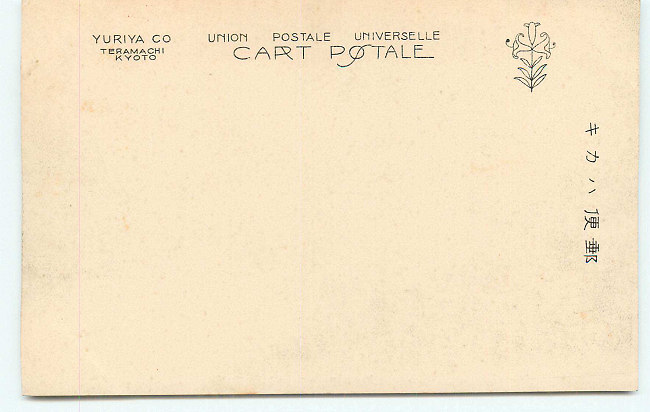 YURIYA CO
TERAMACHI
KYOTO
UNION POSTALE UNIVERSELLE
CART POSTALE
キカハ便郵